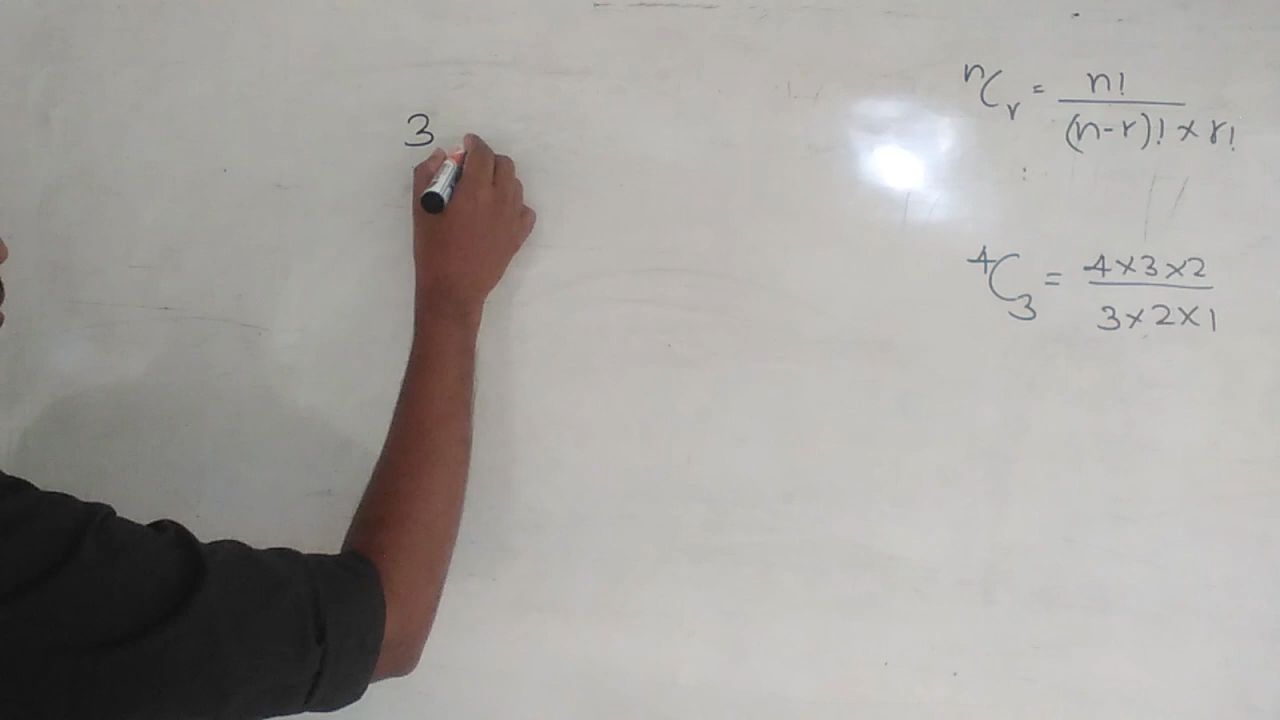 3
ⁿCᵣ = n! / (n-r)! × r!
⁴C₃ = 4×3×2 / 3×2×1